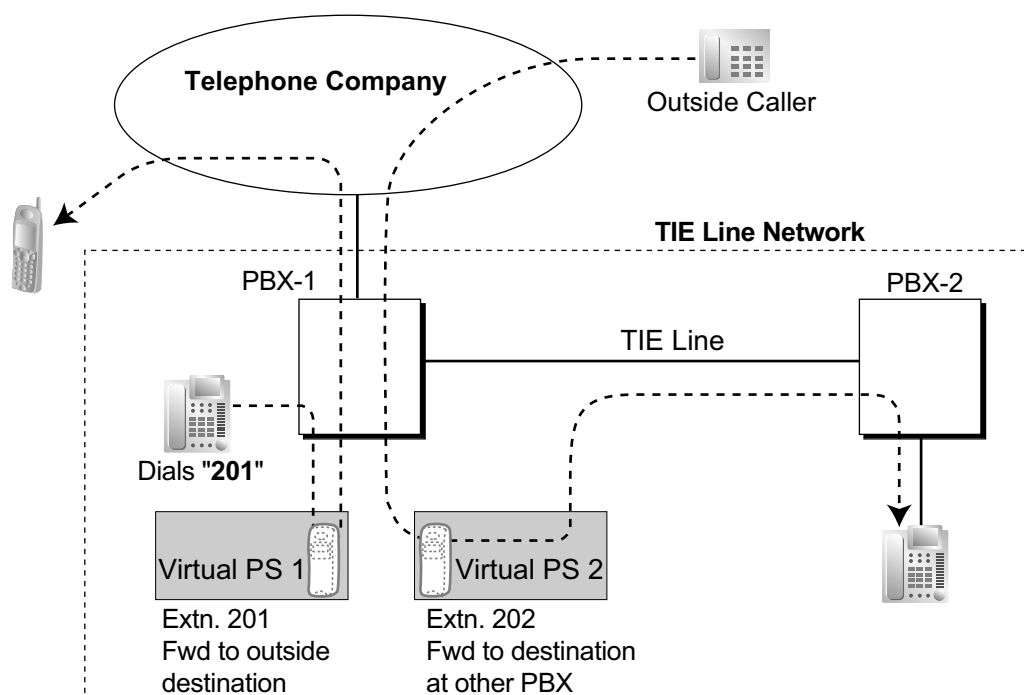 Telephone Company
Outside Caller
TIE Line Network
PBX-1
PBX-2
TIE Line
Dials "201"
Virtual PS 1
Virtual PS 2
Extn. 201
Fwd to outside
destination
Extn. 202
Fwd to destination
at other PBX